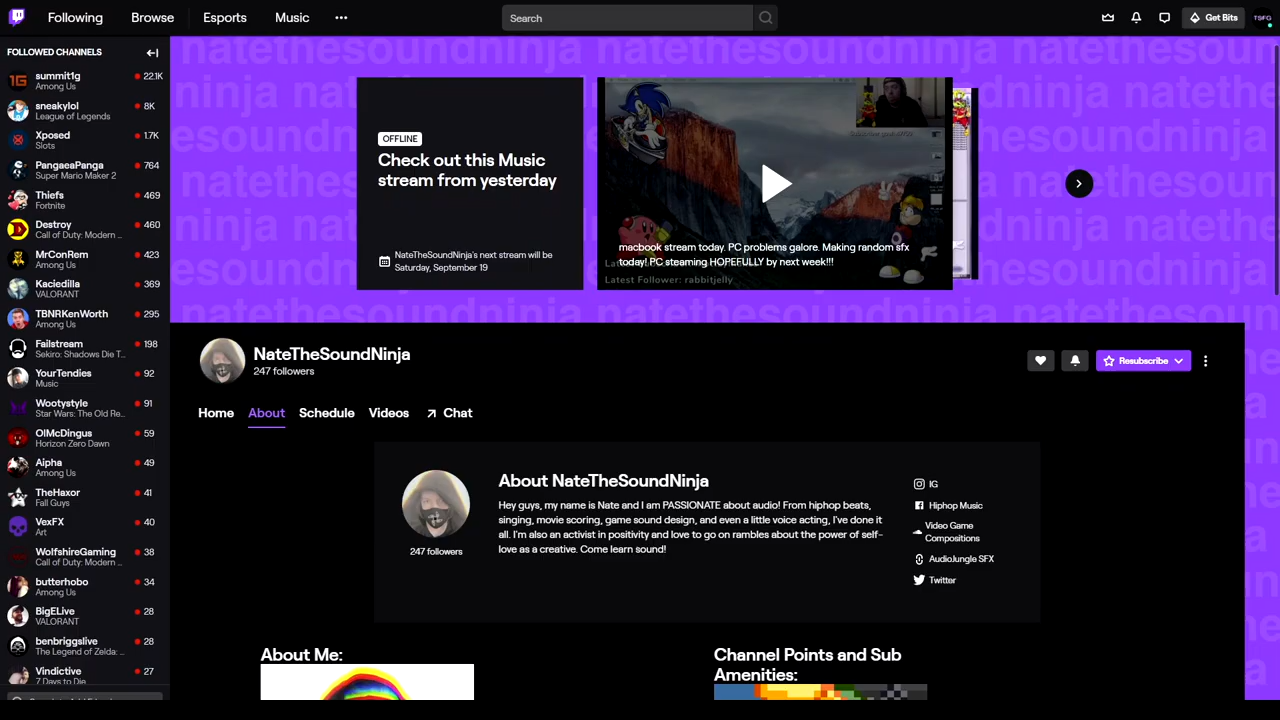 Following
Browse
Esports
Music
Search
Get Bits
TSFG
natethesoundninja natethesoundninja natethesoun
ninja natethe
FOLLOWED CHANNELS
summit1g
Among Us
22.1K
sneakylol
League of Legends
8K
Xposed
Slots
1.7K
PangaeaPanga
Super Mario Maker 2
764
Thiefs
Fortnite
469
Destroy
Call of Duty: Modern ...
460
MrConRem
Among Us
423
Kaciedilla
VALORANT
369
TBNRKenWorth
Among Us
295
Failstream
Sekiro: Shadows Die T...
198
YourTendies
Music
92
Wootystyle
Star Wars: The Old Re...
91
OlMcDingus
Horizon Zero Dawn
59
Aipha
Among Us
49
TheHaxor
Fall Guys
41
VexFX
Art
40
WolfshireGaming
Call of Duty: Modern ...
38
butterhobo
Among Us
34
BigELive
VALORANT
28
benbriggslive
The Legend of Zelda: ...
28
Vindictive
7 Days to Die
27
OFFLINE
Check out this Music
stream from yesterday
NateTheSoundNinja's next stream will be
Saturday, September 19
macbook stream today. PC problems galore. Making random sfx
today! PC steaming HOPEFULLY by next week!!!
Latest Follower: rabbitjelly
NateTheSoundNinja
247 followers
Resubscribe
Home
About
Schedule
Videos
Chat
About NateTheSoundNinja
Hey guys, my name is Nate and I am PASSIONATE about audio! From hiphop beats,
singing, movie scoring, game sound design, and even a little voice acting, I've done it
all. I'm also an activist in positivity and love to go on rambles about the power of self-
love as a creative. Come learn sound!
247 followers
IG
Hiphop Music
Video Game
Compositions
AudioJungle SFX
Twitter
About Me:
Channel Points and Sub
Amenities: